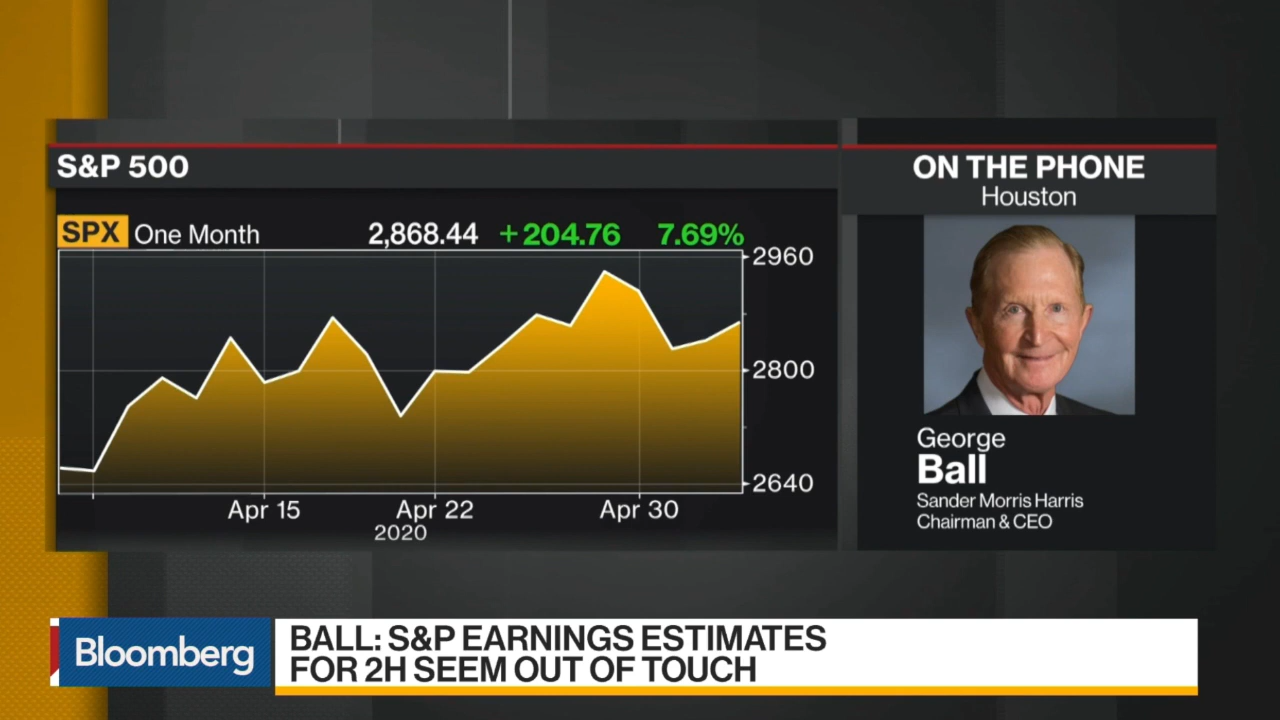 S&P 500
SPX One Month 2,868.44 +204.76 7.69%
2960
2800
2640
Apr 15 Apr 22 Apr 30
2020
ON THE PHONE
Houston
George
Ball
Sander Morris Harris
Chairman & CEO
Bloomberg
BALL: S&P EARNINGS ESTIMATES
FOR 2H SEEM OUT OF TOUCH